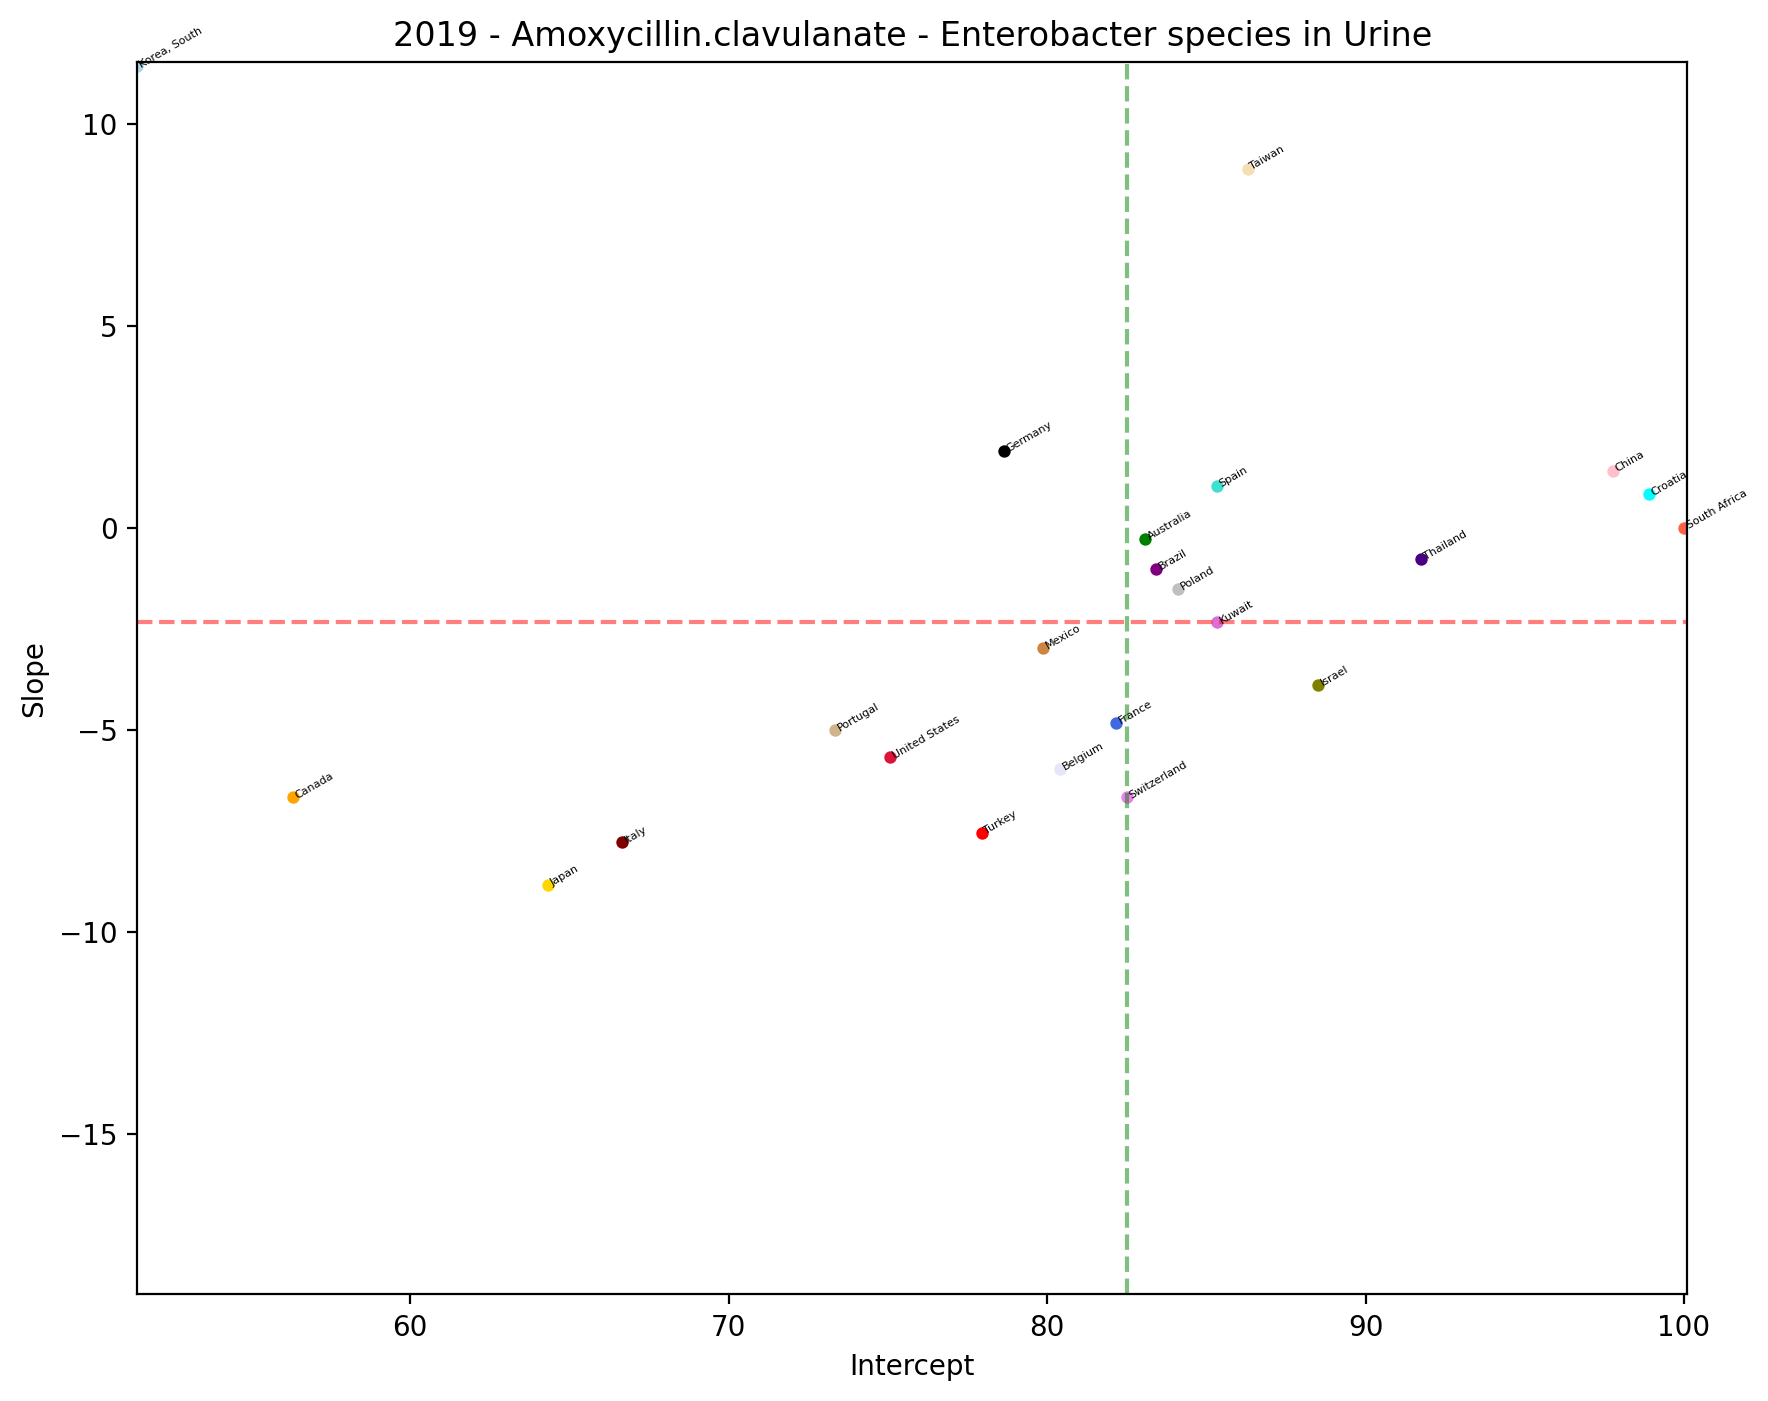 2019 - Amoxycillin.clavulanate - Enterobacter species in Urine
Korea, South
10
Taiwan
5
Germany
China
Spain
Croatia
South Africa
0
Australia
Thailand
Brazil
Poland
Kuwait
Mexico
Israel
Slope
Portugal
France
United States
−5
Belgium
Switzerland
Canada
Turkey
Italy
Japan
−10
−15
60 70 80 90 100
Intercept